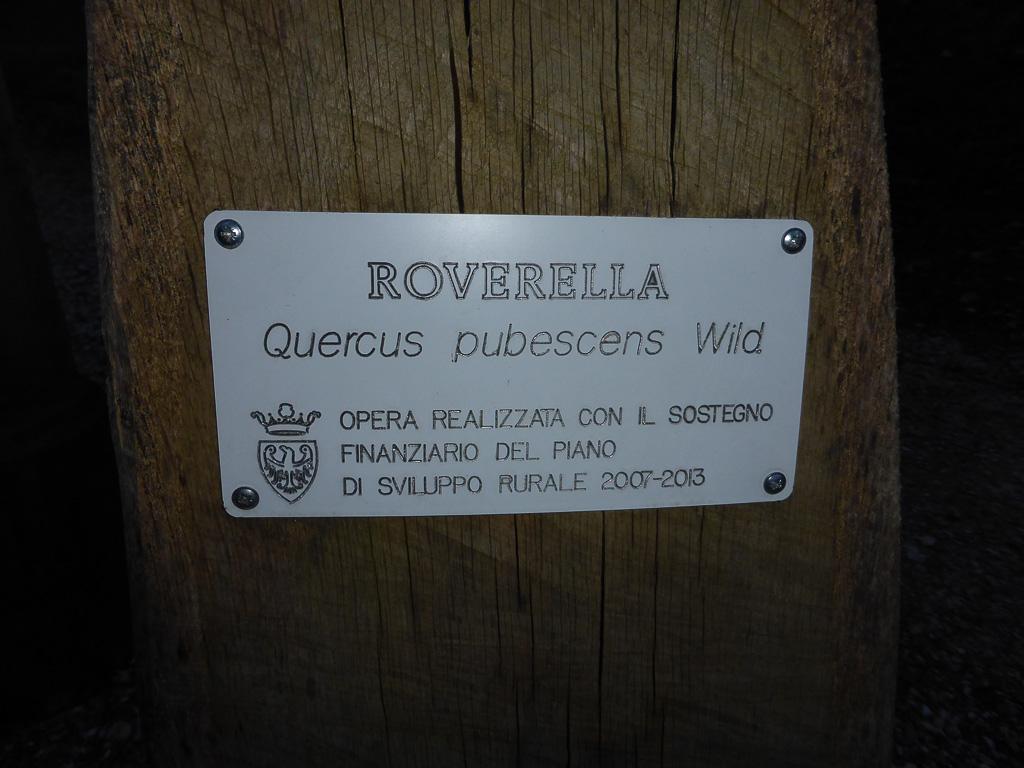 ROVERELLA
Quercus pubescens Wild.
OPERA REALIZZATA CON IL SOSTEGNO
FINANZIARIO DEL PIANO
DI SVILUPPO RURALE 2007-2013